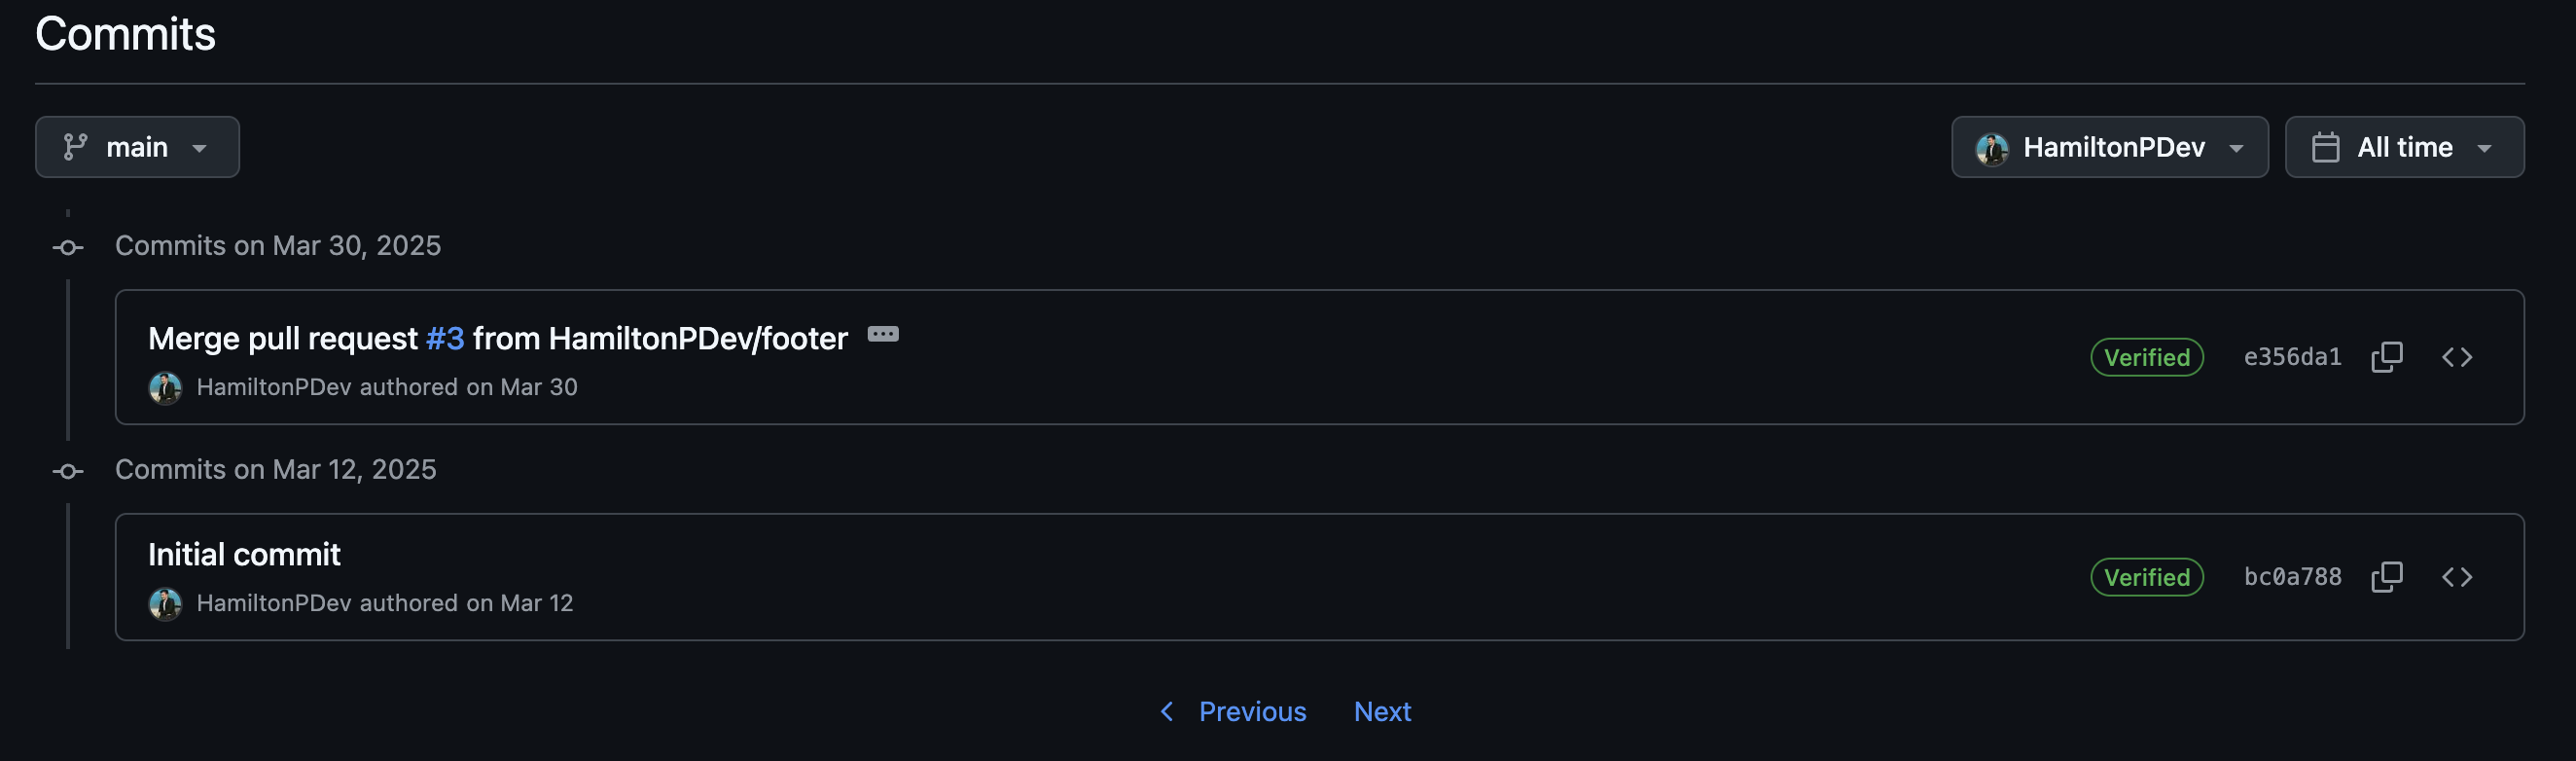 Commits
main
HamiltonPDev
All time
Commits on Mar 30, 2025
Merge pull request #3 from HamiltonPDev/footer
HamiltonPDev authored on Mar 30
Verified
e356da1
Commits on Mar 12, 2025
Initial commit
HamiltonPDev authored on Mar 12
Verified
bc0a788
Previous
Next